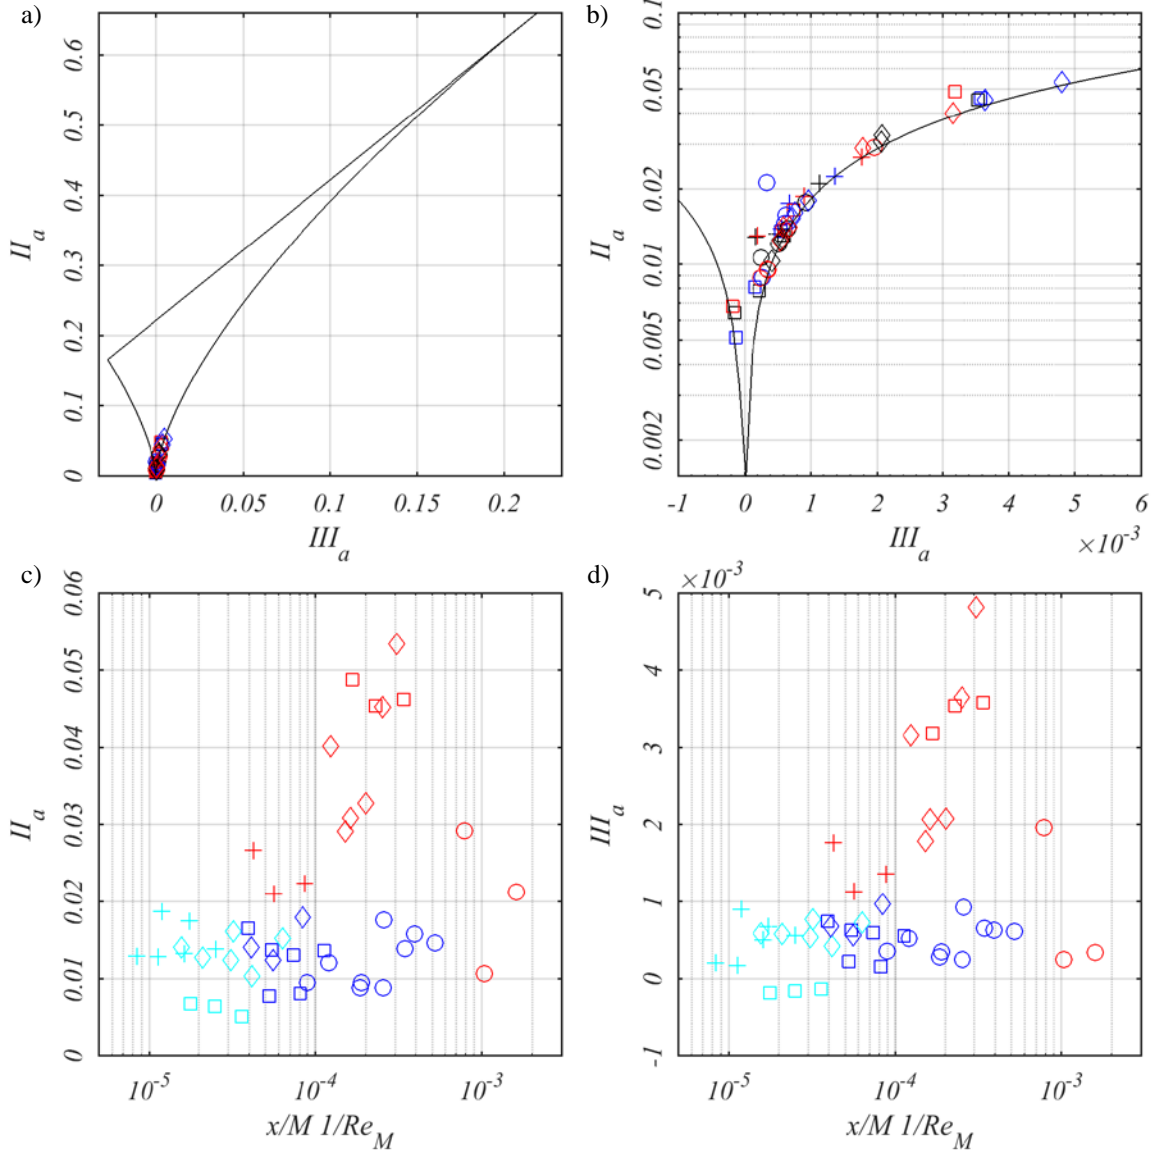 a)
0.6
0.5
0.4
0.3
0.2
0.1
0
II_a
0 0.05 0.1 0.15 0.2
III_a
b)
0.1
0.05
0.02
0.01
0.005
0.002
II_a
-1 0 1 2 3 4 5 6
III_a ×10^-3
c)
0.06
0.05
0.04
0.03
0.02
0.01
0
II_a
10^-5 10^-4 10^-3
x/M 1/Re_M
d)
×10^-3
5
4
3
2
1
0
-1
III_a
10^-5 10^-4 10^-3
x/M 1/Re_M